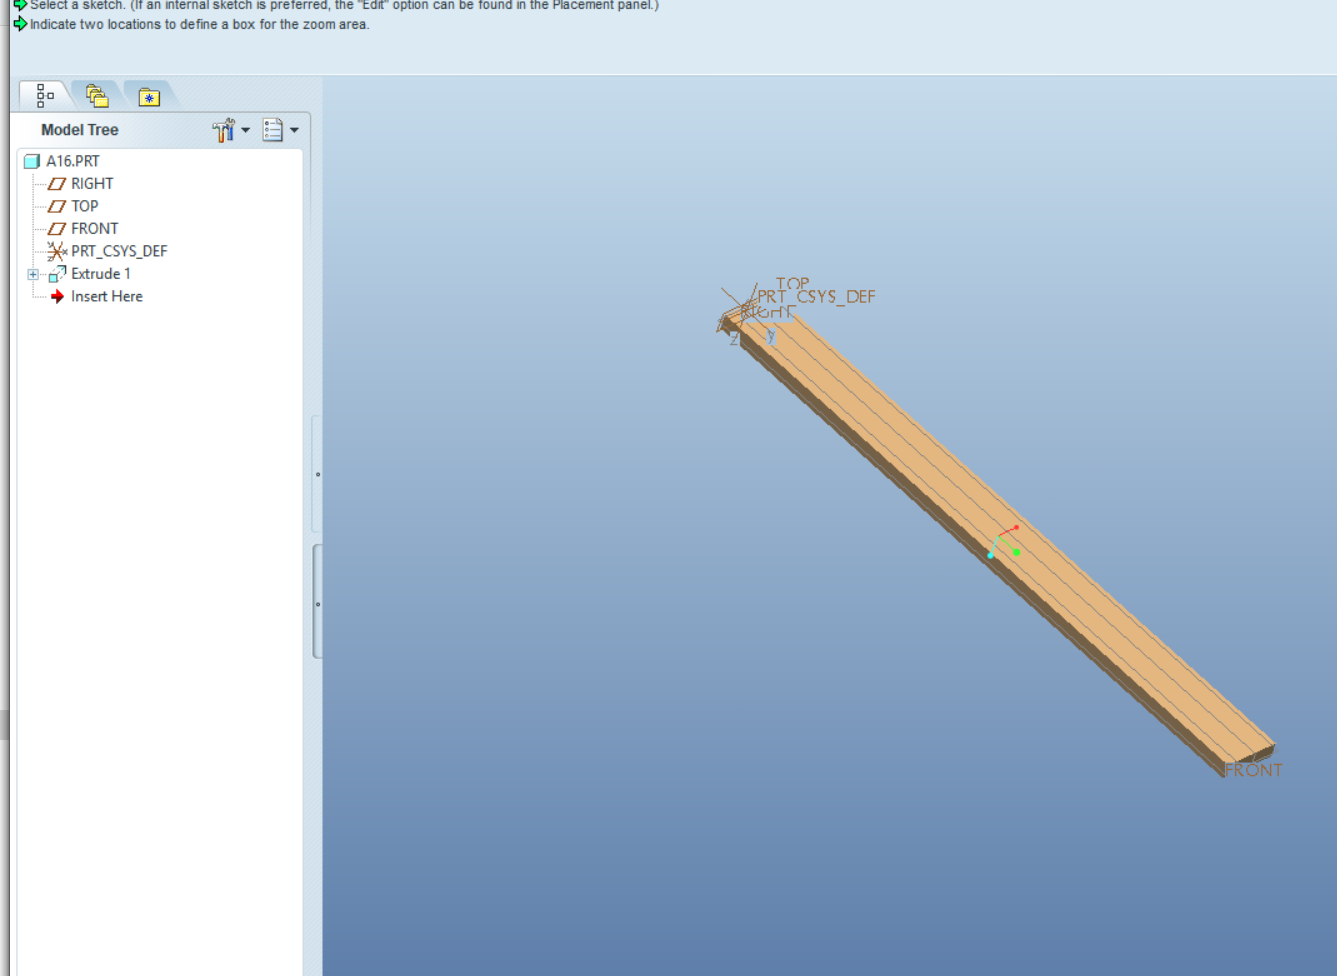 Select a sketch. (If an internal sketch is preferred, the "Edit" option can be found in the Placement panel.)
Indicate two locations to define a box for the zoom area.
Model Tree
A16.PRT
RIGHT
TOP
FRONT
PRT_CSYS_DEF
Extrude 1
Insert Here
TOP
PRT_CSYS_DEF
RIGHT
Z
y
FRONT